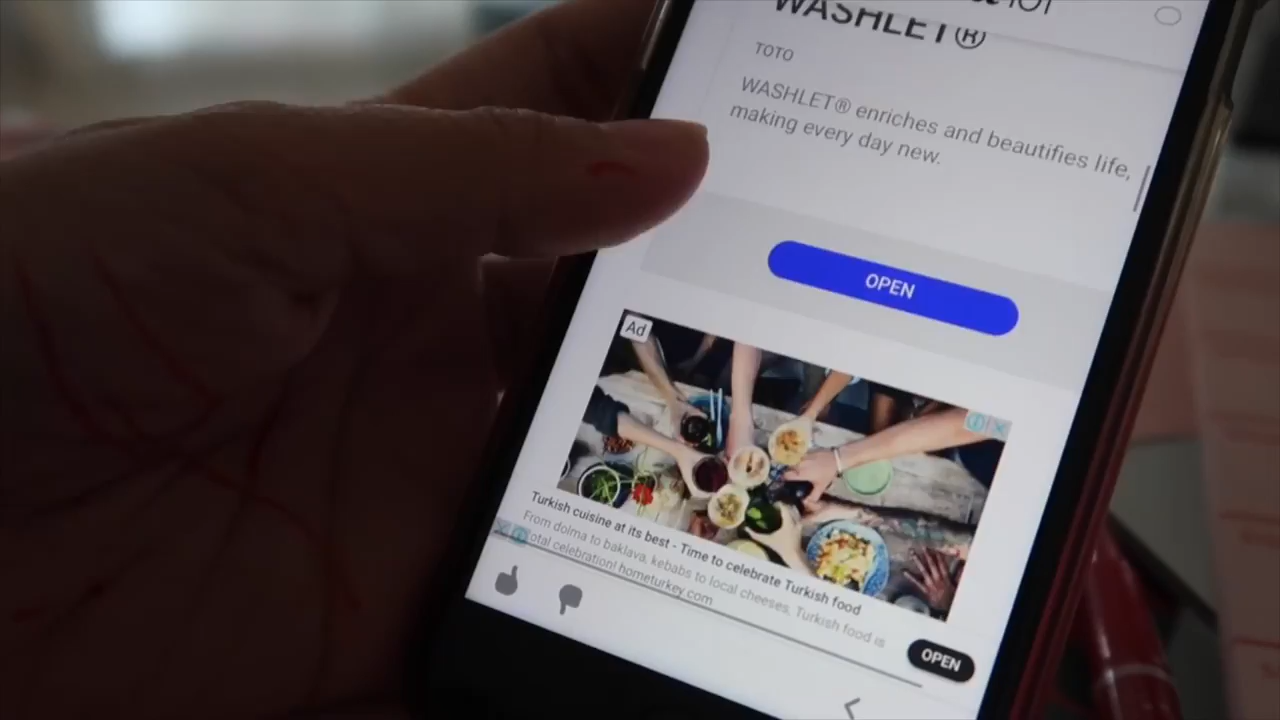 WASHLET®
TOTO
WASHLET® enriches and beautifies life,
making every day new.
OPEN
Ad
Turkish cuisine at its best - Time to celebrate Turkish food
From dolma to baklava, kebabs to local cheeses, Turkish food is
total celebration! hometurkey.com
OPEN